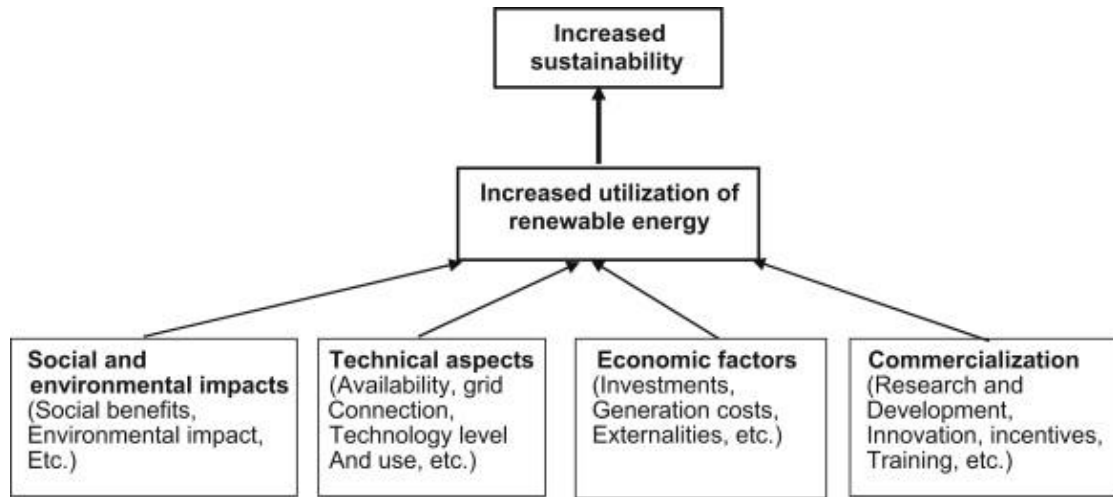 Increased
sustainability
Increased utilization of
renewable energy
Social and
environmental impacts
(Social benefits,
Environmental impact,
Etc.)
Technical aspects
(Availability, grid
Connection,
Technology level
And use, etc.)
Economic factors
(Investments,
Generation costs,
Externalities, etc.)
Commercialization
(Research and
Development,
Innovation, incentives,
Training, etc.)